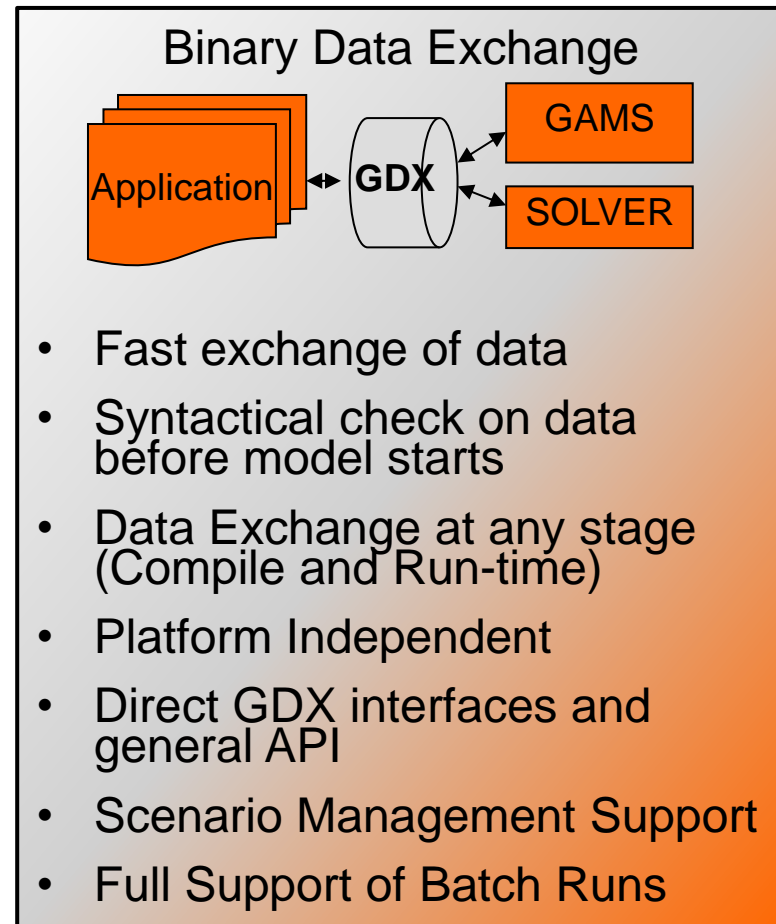 Binary Data Exchange
Application
GDX
GAMS
SOLVER
• Fast exchange of data
• Syntactical check on data
before model starts
• Data Exchange at any stage
(Compile and Run-time)
• Platform Independent
• Direct GDX interfaces and
general API
• Scenario Management Support
• Full Support of Batch Runs